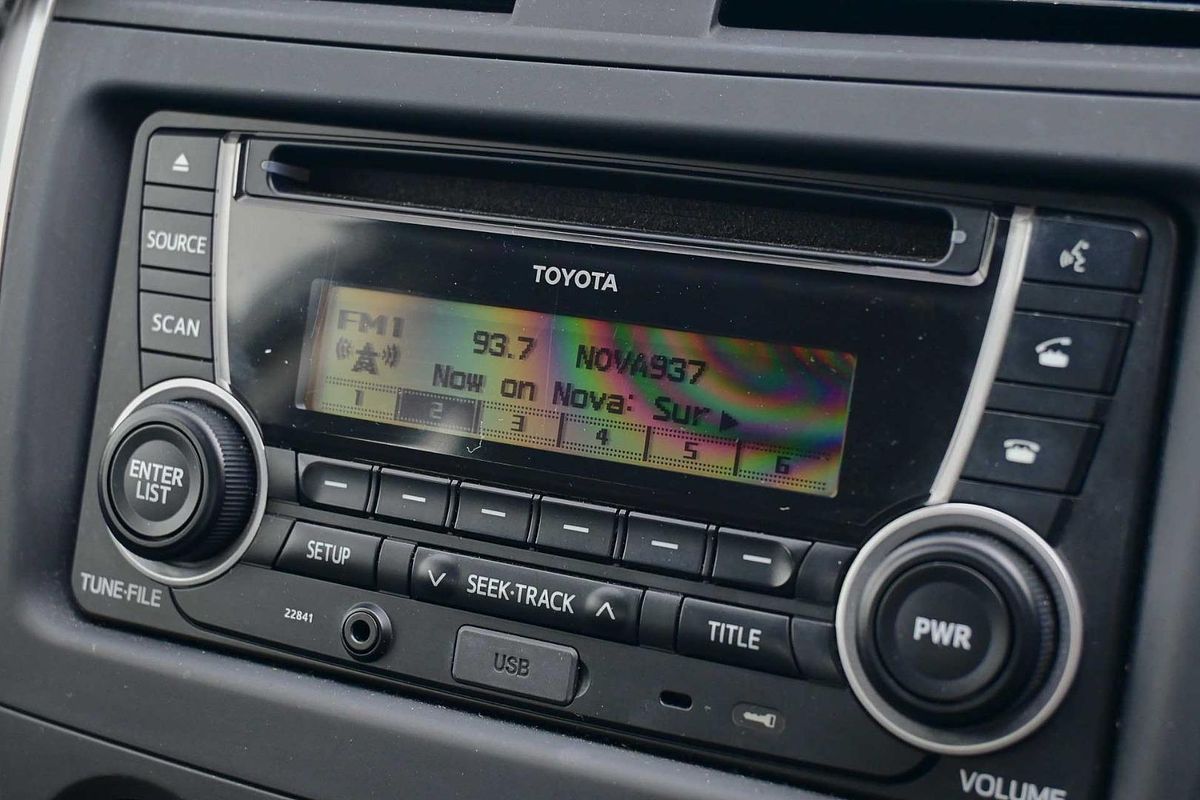 SOURCE
SCAN
TOYOTA
FM1 93.7 NOVA937
Now on Nova: Sur
1 2 3 4 5 6
ENTER
LIST
TUNE·FILE
SETUP
SEEK·TRACK
TITLE
PWR
22841
USB
VOLUME